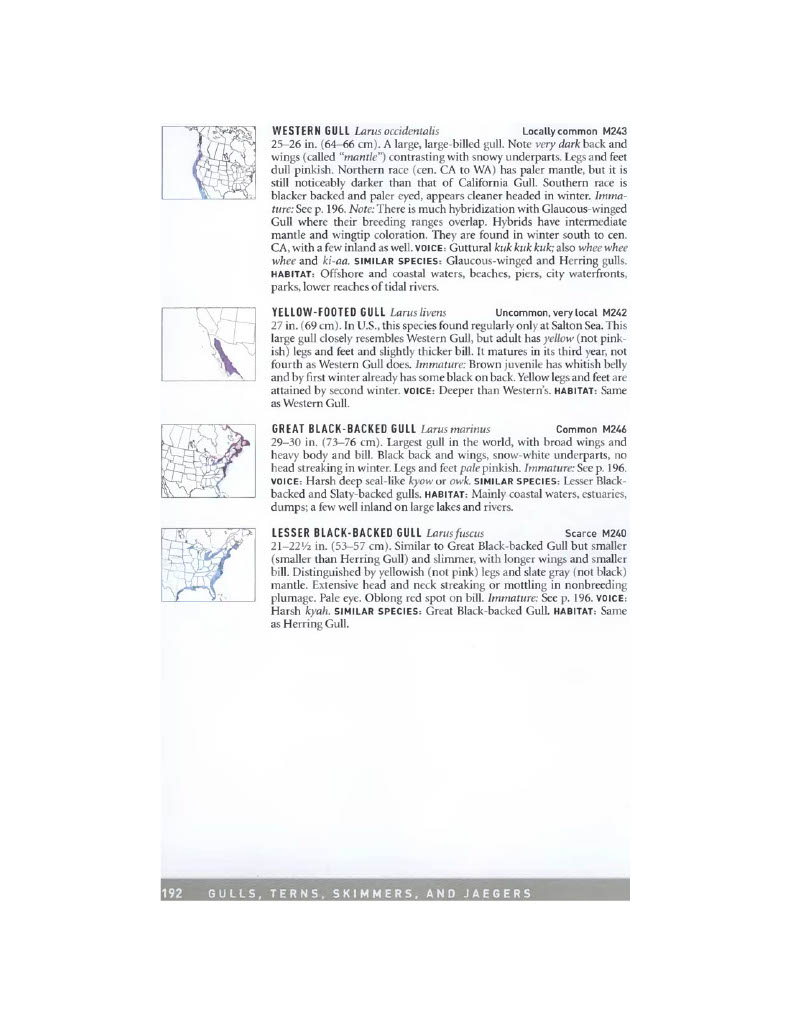 WESTERN GULL Larus occidentalis Locally common M243
25–26 in. (64–66 cm). A large, large-billed gull. Note very dark back and
wings (called "mantle") contrasting with snowy underparts. Legs and feet
dull pinkish. Northern race (cen. CA to WA) has paler mantle, but it is
still noticeably darker than that of California Gull. Southern race is
blacker backed and paler eyed, appears cleaner headed in winter. Imma-
ture: See p. 196. Note: There is much hybridization with Glaucous-winged
Gull where their breeding ranges overlap. Hybrids have intermediate
mantle and wingtip coloration. They are found in winter south to cen.
CA, with a few inland as well. VOICE: Guttural kuk kuk kuk; also whee whee
whee and ki-aa. SIMILAR SPECIES: Glaucous-winged and Herring gulls.
HABITAT: Offshore and coastal waters, beaches, piers, city waterfronts,
parks, lower reaches of tidal rivers.
YELLOW-FOOTED GULL Larus livens Uncommon, very local M242
27 in. (69 cm). In U.S., this species found regularly only at Salton Sea. This
large gull closely resembles Western Gull, but adult has yellow (not pink-
ish) legs and feet and slightly thicker bill. It matures in its third year, not
fourth as Western Gull does. Immature: Brown juvenile has whitish belly
and by first winter already has some black on back. Yellow legs and feet are
attained by second winter. VOICE: Deeper than Western's. HABITAT: Same
as Western Gull.
GREAT BLACK-BACKED GULL Larus marinus Common M246
29–30 in. (73–76 cm). Largest gull in the world, with broad wings and
heavy body and bill. Black back and wings, snow-white underparts, no
head streaking in winter. Legs and feet pale pinkish. Immature: See p. 196.
VOICE: Harsh deep seal-like kyow or owk. SIMILAR SPECIES: Lesser Black-
backed and Slaty-backed gulls. HABITAT: Mainly coastal waters, estuaries,
dumps; a few well inland on large lakes and rivers.
LESSER BLACK-BACKED GULL Larus fuscus Scarce M240
21–22½ in. (53–57 cm). Similar to Great Black-backed Gull but smaller
(smaller than Herring Gull) and slimmer, with longer wings and smaller
bill. Distinguished by yellowish (not pink) legs and slate gray (not black)
mantle. Extensive head and neck streaking or mottling in nonbreeding
plumage. Pale eye. Oblong red spot on bill. Immature: See p. 196. VOICE:
Harsh kyah. SIMILAR SPECIES: Great Black-backed Gull. HABITAT: Same
as Herring Gull.
192 GULLS, TERNS, SKIMMERS, AND JAEGERS